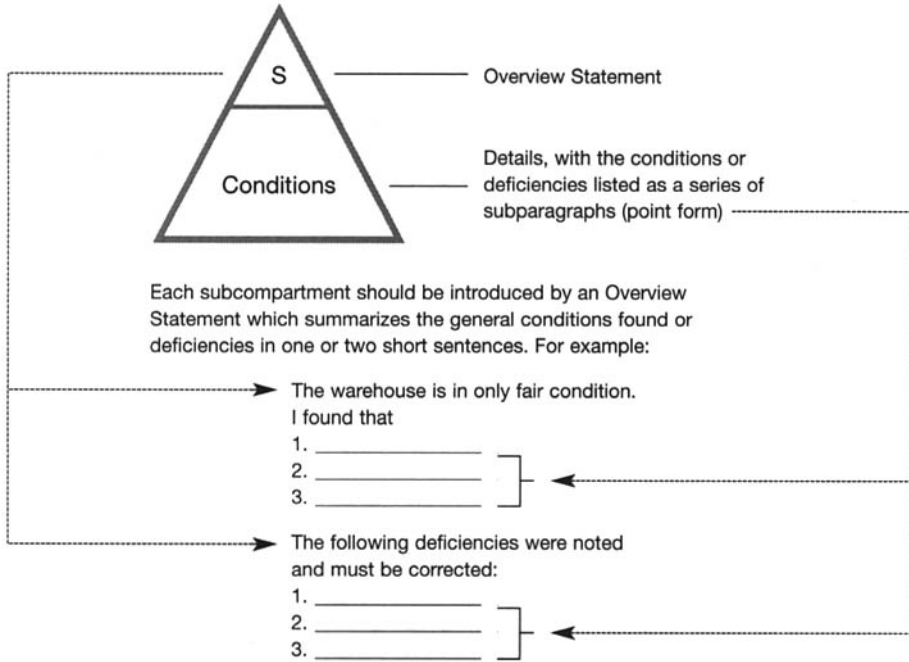 S
Overview Statement
Conditions
Details, with the conditions or
deficiencies listed as a series of
subparagraphs (point form)
Each subcompartment should be introduced by an Overview
Statement which summarizes the general conditions found or
deficiencies in one or two short sentences. For example:
The warehouse is in only fair condition.
I found that
1.
2.
3.
The following deficiencies were noted
and must be corrected:
1.
2.
3.